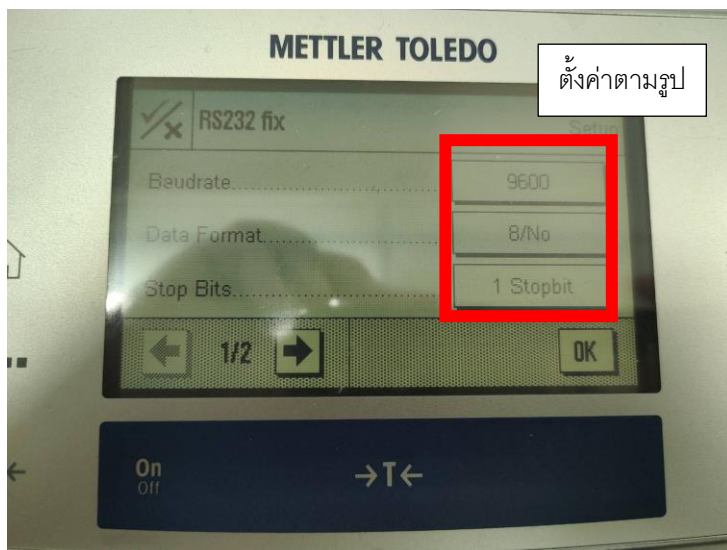 METTLER TOLEDO
ตั้งค่าตามรูป
RS232 fix
Setup
Baudrate
9600
Data Format
8/No
Stop Bits
1 Stopbit
1/2
OK
On
Off
→T←